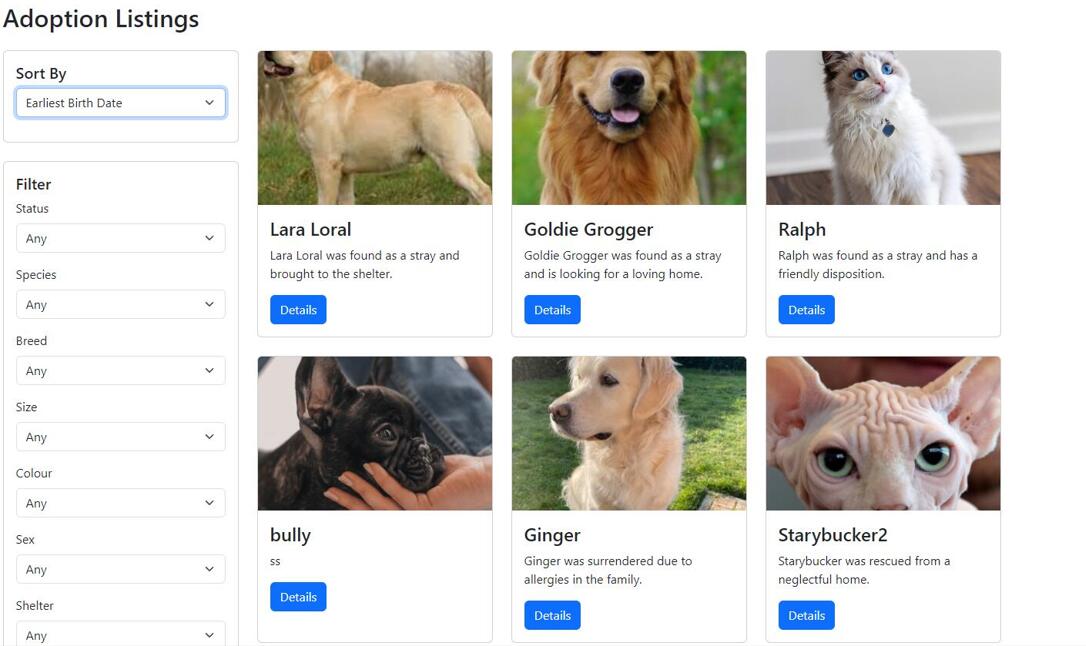 Adoption Listings
Sort By
Earliest Birth Date
Filter
Status
Any
Species
Any
Breed
Any
Size
Any
Colour
Any
Sex
Any
Shelter
Any
Lara Loral
Lara Loral was found as a stray and
brought to the shelter.
Details
Goldie Grogger
Goldie Grogger was found as a stray
and is looking for a loving home.
Details
Ralph
Ralph was found as a stray and has a
friendly disposition.
Details
bully
ss
Details
Ginger
Ginger was surrendered due to
allergies in the family.
Details
Starybucker2
Starybucker was rescued from a
neglectful home.
Details